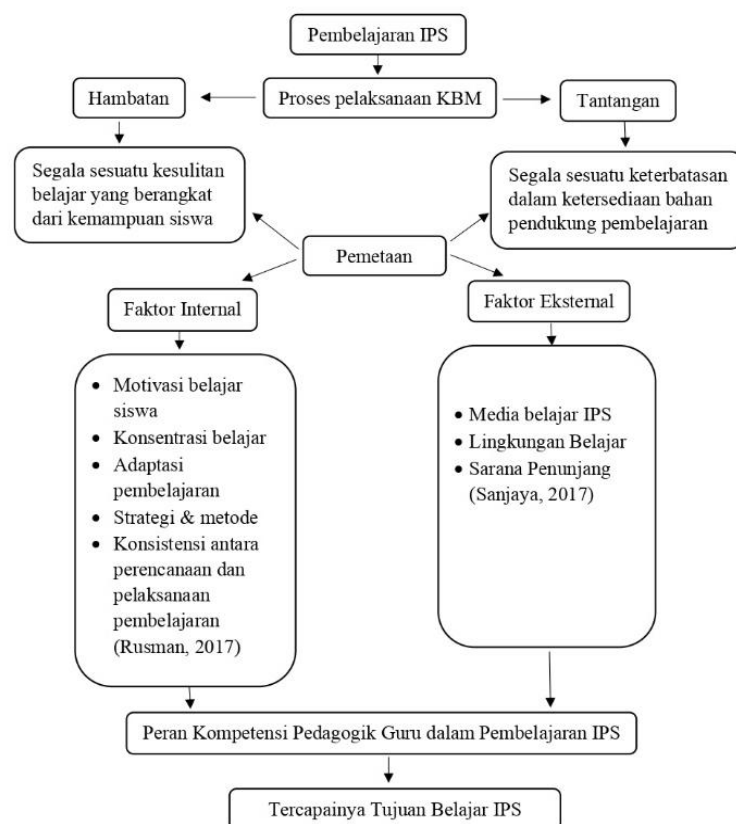 Pembelajaran IPS
Hambatan
Proses pelaksanaan KBM
Tantangan
Segala sesuatu kesulitan
belajar yang berangkat
dari kemampuan siswa
Segala sesuatu keterbatasan
dalam ketersediaan bahan
pendukung pembelajaran
Pemetaan
Faktor Internal
Faktor Eksternal
• Motivasi belajar
siswa
• Konsentrasi belajar
• Adaptasi
pembelajaran
• Strategi & metode
• Konsistensi antara
perencanaan dan
pelaksanaan
pembelajaran
(Rusman, 2017)
• Media belajar IPS
• Lingkungan Belajar
• Sarana Penunjang
(Sanjaya, 2017)
Peran Kompetensi Pedagogik Guru dalam Pembelajaran IPS
Tercapainya Tujuan Belajar IPS